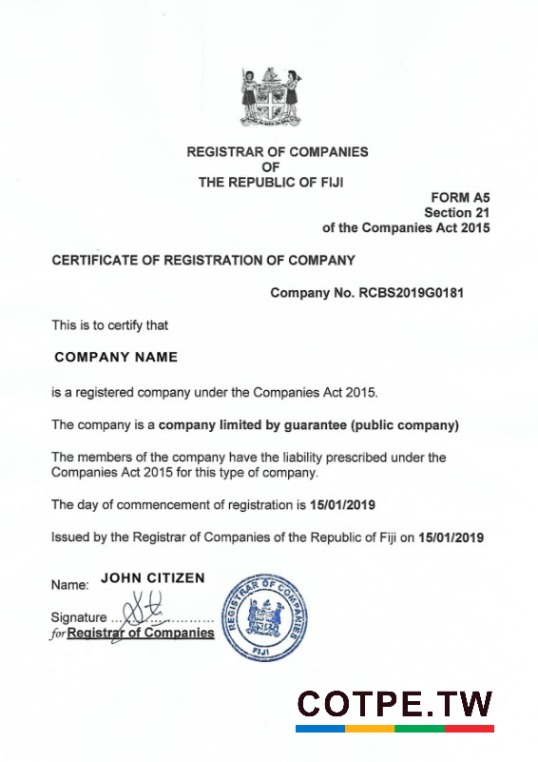 REGISTRAR OF COMPANIES
OF
THE REPUBLIC OF FIJI
FORM A5
Section 21
of the Companies Act 2015
CERTIFICATE OF REGISTRATION OF COMPANY
Company No. RCBS2019G0181
This is to certify that
COMPANY NAME
is a registered company under the Companies Act 2015.
The company is a company limited by guarantee (public company)
The members of the company have the liability prescribed under the
Companies Act 2015 for this type of company.
The day of commencement of registration is 15/01/2019
Issued by the Registrar of Companies of the Republic of Fiji on 15/01/2019
Name: JOHN CITIZEN
Signature ........................
for Registrar of Companies
REGISTRAR OF COMPANIES
FIJI
COTPE.TW